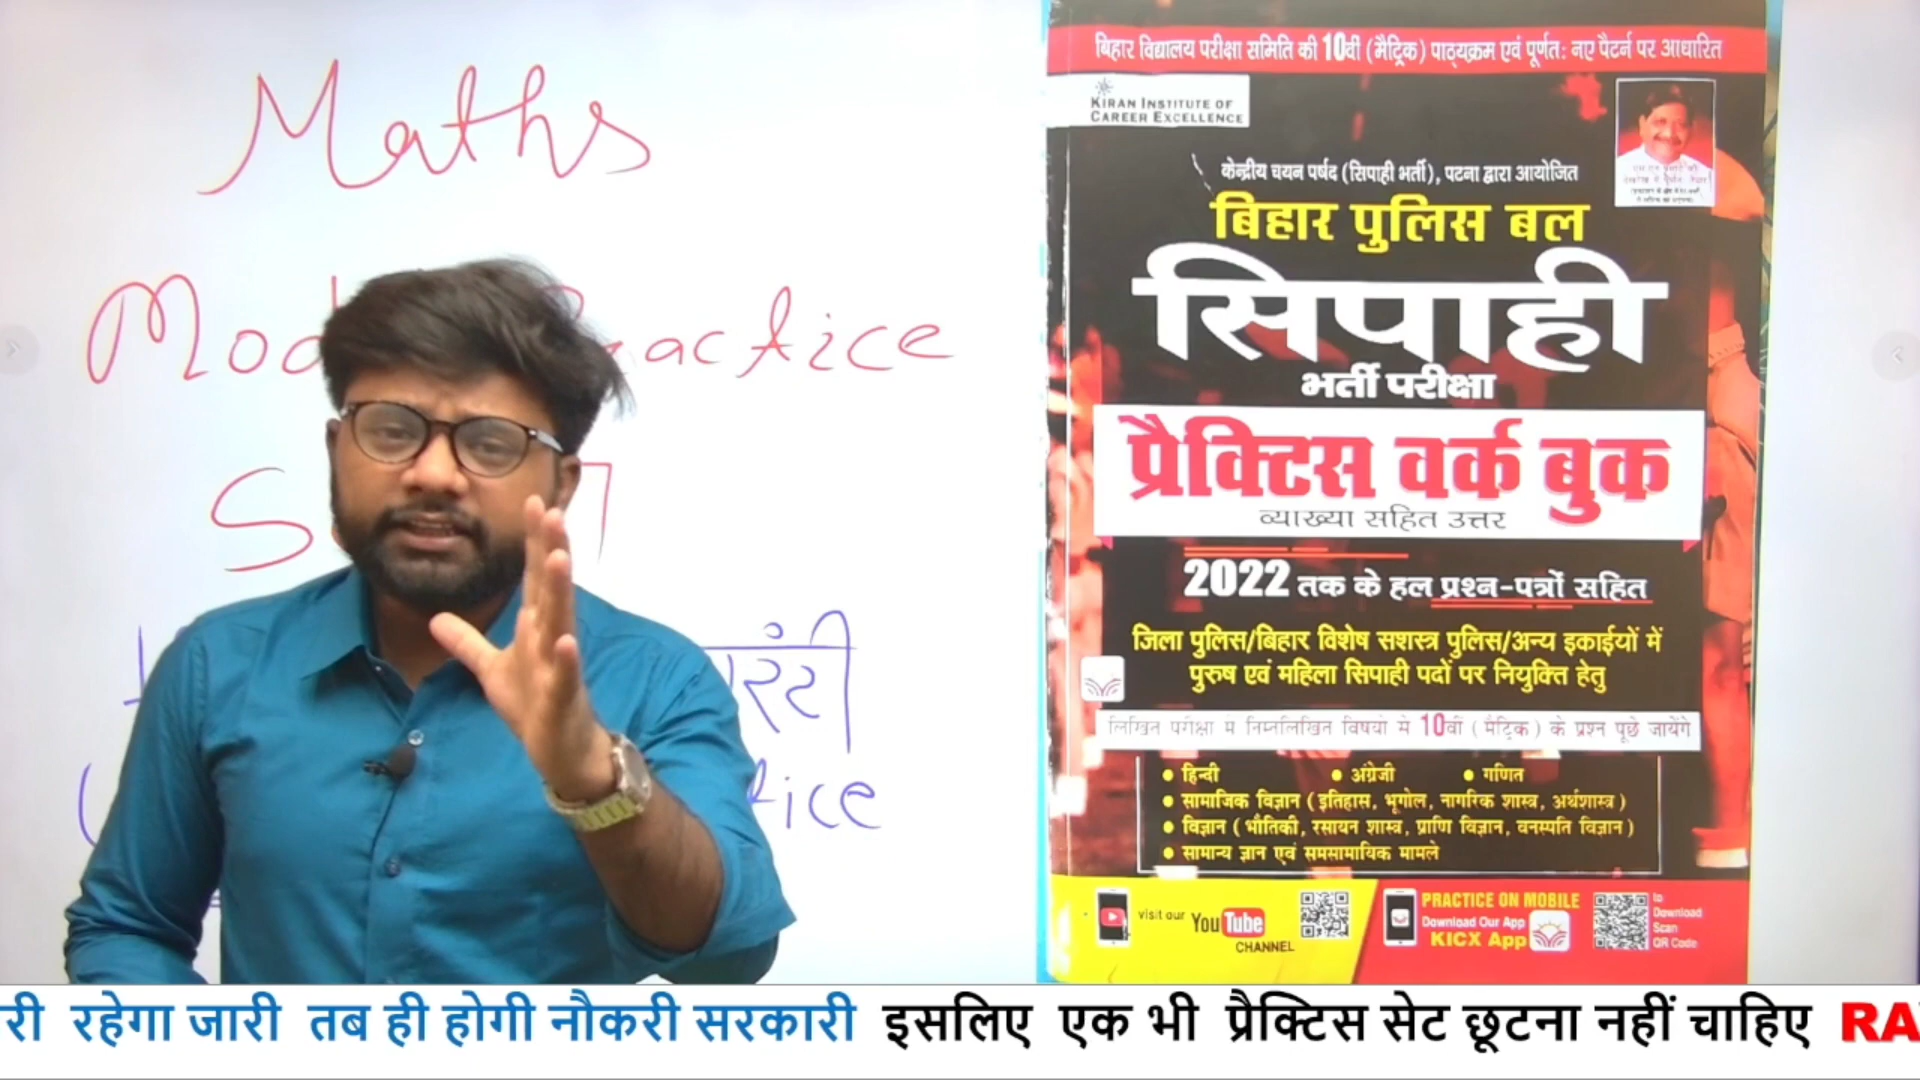 Maths
Practice
S
7
ारंटी
बिहार विद्यालय परीक्षा समिति की 10वी (मैट्रिक) पाठ्यक्रम एवं पूर्णत: नए पैटर्न पर आधारित
KIRAN INSTITUTE OF
CAREER EXCELLENCE
केन्द्रीय चयन पर्षद (सिपाही भर्ती), पटना द्वारा आयोजित
बिहार पुलिस बल
सिपाही
भर्ती परीक्षा
प्रैक्टिस वर्क बुक
व्याख्या सहित उत्तर
2022 तक के हल प्रश्न-पत्रों सहित
जिला पुलिस/बिहार विशेष सशस्त्र पुलिस/अन्य इकाईयों में
पुरुष एवं महिला सिपाही पदों पर नियुक्ति हेतु
लिखित परीक्षा में निम्नलिखित विषयों से 10वीं (मैट्रिक) के प्रश्न पूछे जायेंगे
• हिन्दी • अंग्रेजी • गणित
• सामाजिक विज्ञान (इतिहास, भूगोल, नागरिक शास्त्र, अर्थशास्त्र)
• विज्ञान (भौतिकी, रसायन शास्त्र, प्राणि विज्ञान, वनस्पति विज्ञान)
• सामान्य ज्ञान एवं समसामायिक मामले
visit our YouTube CHANNEL
PRACTICE ON MOBILE
Download Our App
KICX App
to
Download
Scan
QR Code
री रहेगा जारी तब ही होगी नौकरी सरकारी इसलिए एक भी प्रैक्टिस सेट छूटना नहीं चाहिए RA